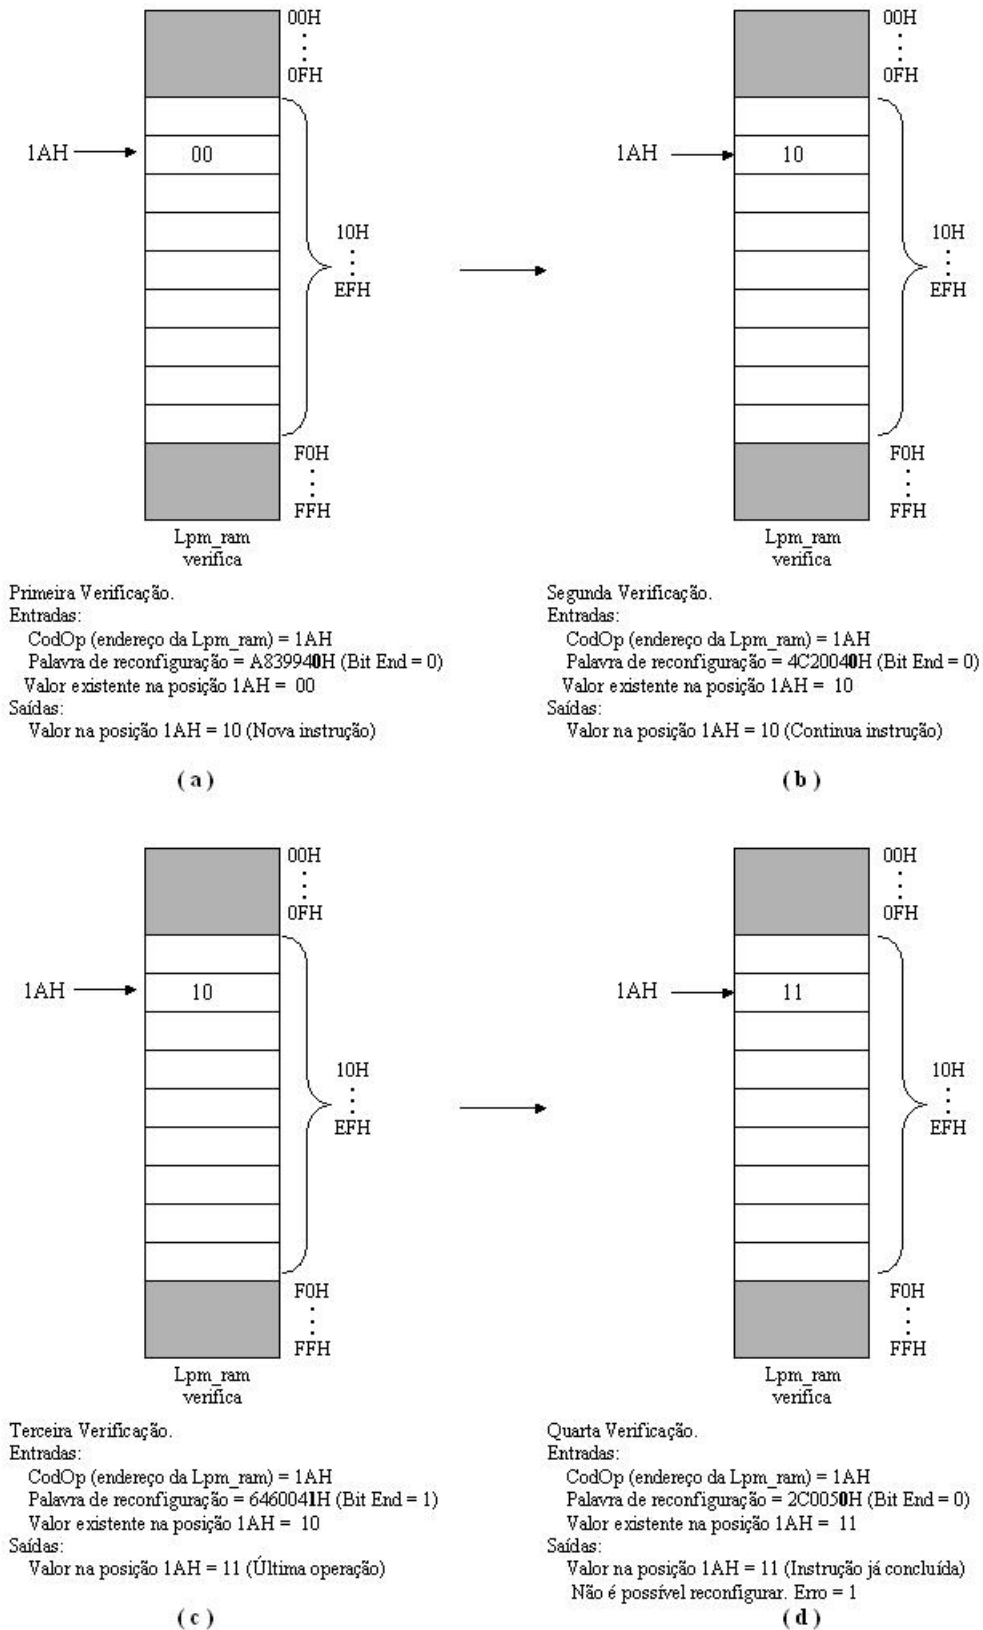 00H
0FH
1AH
00
10H
EFH
F0H
FFH
Lpm_ram
verifica
Primeira Verificação.
Entradas:
CodOp (endereço da Lpm_ram) = 1AH
Palavra de reconfiguração = A839940H (Bit End = 0)
Valor existente na posição 1AH = 00
Saídas:
Valor na posição 1AH = 10 (Nova instrução)
( a )
00H
0FH
1AH
10
10H
EFH
F0H
FFH
Lpm_ram
verifica
Segunda Verificação.
Entradas:
CodOp (endereço da Lpm_ram) = 1AH
Palavra de reconfiguração = 4C20040H (Bit End = 0)
Valor existente na posição 1AH = 10
Saídas:
Valor na posição 1AH = 10 (Continua instrução)
( b )
00H
0FH
1AH
10
10H
EFH
F0H
FFH
Lpm_ram
verifica
Terceira Verificação.
Entradas:
CodOp (endereço da Lpm_ram) = 1AH
Palavra de reconfiguração = 6460041H (Bit End = 1)
Valor existente na posição 1AH = 10
Saídas:
Valor na posição 1AH = 11 (Última operação)
( c )
00H
0FH
1AH
11
10H
EFH
F0H
FFH
Lpm_ram
verifica
Quarta Verificação.
Entradas:
CodOp (endereço da Lpm_ram) = 1AH
Palavra de reconfiguração = 2C0050H (Bit End = 0)
Valor existente na posição 1AH = 11
Saídas:
Valor na posição 1AH = 11 (Instrução já concluída)
Não é possível reconfigurar. Erro = 1
( d )